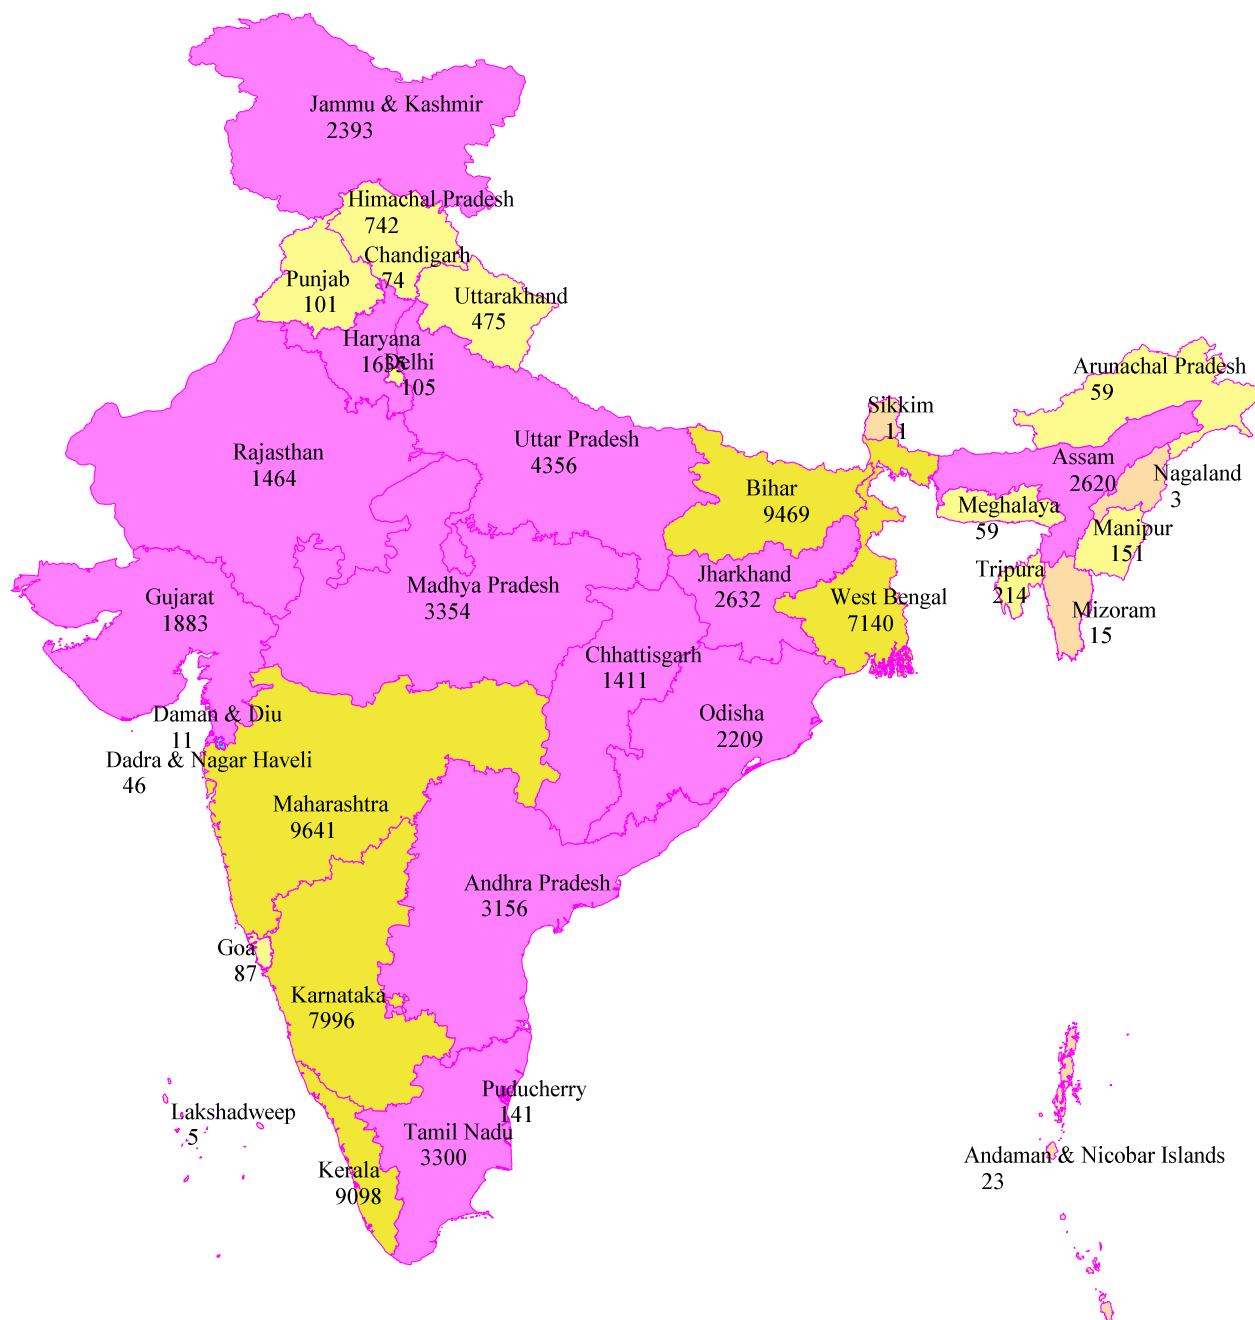 Jammu & Kashmir
2393
Himachal Pradesh
742
Chandigarh
74
Punjab
101
Uttarakhand
475
Haryana
1635
Delhi
105
Arunachal Pradesh
59
Sikkim
11
Rajasthan
1464
Uttar Pradesh
4356
Assam
2620
Nagaland
3
Bihar
9469
Meghalaya
59
Manipur
151
Tripura
214
Jharkhand
2632
Madhya Pradesh
3354
Gujarat
1883
West Bengal
7140
Mizoram
15
Chhattisgarh
1411
Daman & Diu
11
Odisha
2209
Dadra & Nagar Haveli
46
Maharashtra
9641
Andhra Pradesh
3156
Goa
87
Karnataka
7996
Puducherry
141
Lakshadweep
5
Tamil Nadu
3300
Andaman & Nicobar Islands
23
Kerala
9098